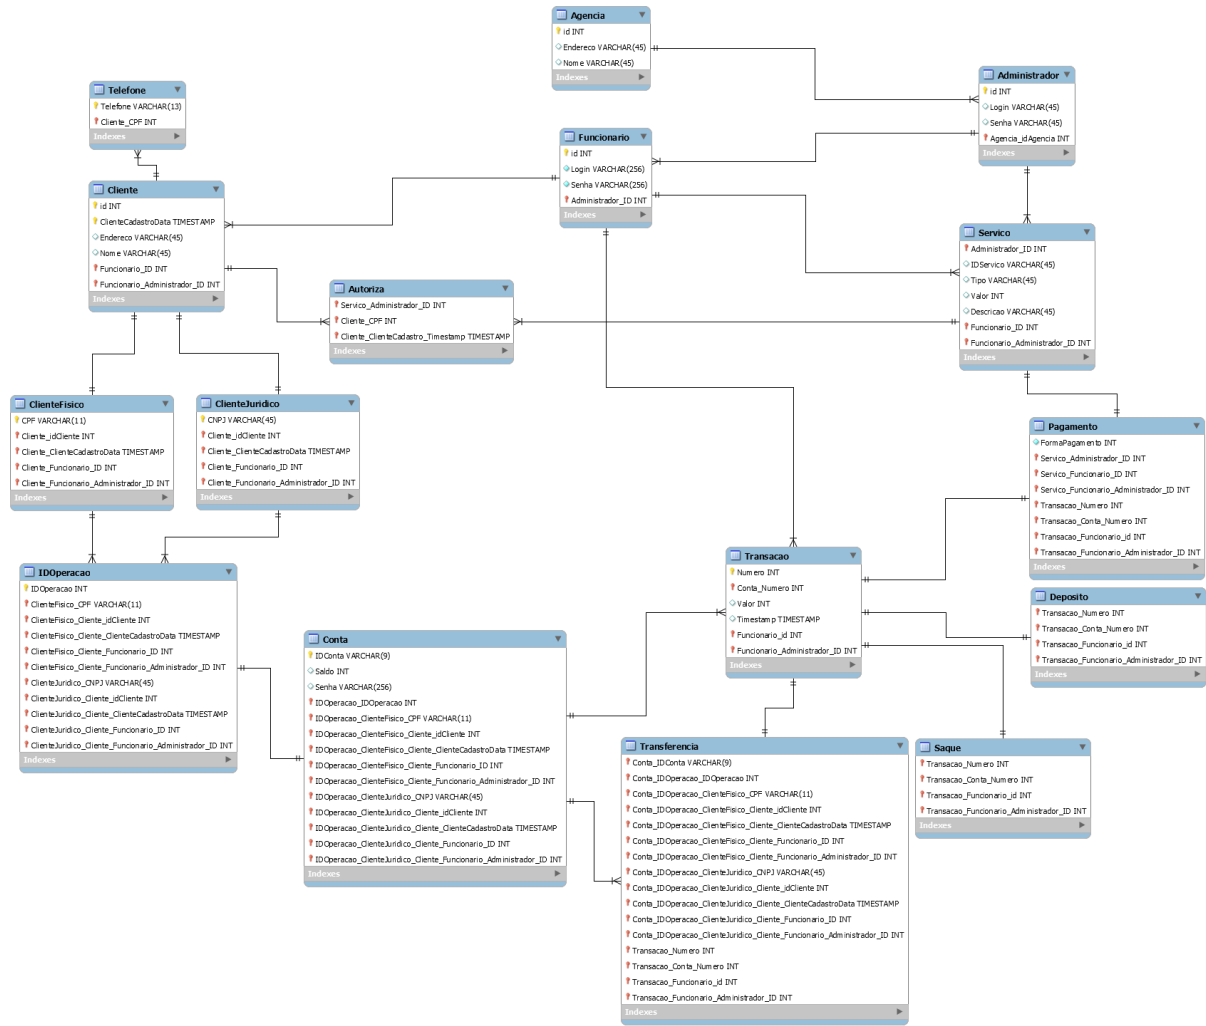 Agencia
id INT
Endereco VARCHAR(45)
Nome VARCHAR(45)
Indexes
Administrador
id INT
Login VARCHAR(45)
Senha VARCHAR(45)
Agencia_idAgencia INT
Indexes
Telefone
Telefone VARCHAR(13)
Cliente_CPF INT
Indexes
Funcionario
id INT
Login VARCHAR(256)
Senha VARCHAR(256)
Administrador_ID INT
Indexes
Cliente
id INT
ClienteCadastroData TIMESTAMP
Endereco VARCHAR(45)
Nome VARCHAR(45)
Funcionario_ID INT
Funcionario_Administrador_ID INT
Indexes
Servico
Administrador_ID INT
IDServico VARCHAR(45)
Tipo VARCHAR(45)
Valor INT
Descricao VARCHAR(45)
Funcionario_ID INT
Funcionario_Administrador_ID INT
Indexes
Autoriza
Servico_Administrador_ID INT
Cliente_CPF INT
Cliente_ClienteCadastro_Timestamp TIMESTAMP
Indexes
ClienteFisico
CPF VARCHAR(11)
Cliente_idCliente INT
Cliente_ClienteCadastroData TIMESTAMP
Cliente_Funcionario_ID INT
Cliente_Funcionario_Administrador_ID INT
Indexes
ClienteJuridico
CNPJ VARCHAR(45)
Cliente_idCliente INT
Cliente_ClienteCadastroData TIMESTAMP
Cliente_Funcionario_ID INT
Cliente_Funcionario_Administrador_ID INT
Indexes
Pagamento
FormaPagamento INT
Servico_Administrador_ID INT
Servico_Funcionario_ID INT
Servico_Funcionario_Administrador_ID INT
Transacao_Numero INT
Transacao_Conta_Numero INT
Transacao_Funcionario_id INT
Transacao_Funcionario_Administrador_ID INT
Indexes
IDOperacao
IDOperacao INT
ClienteFisico_CPF VARCHAR(11)
ClienteFisico_Cliente_idCliente INT
ClienteFisico_Cliente_ClienteCadastroData TIMESTAMP
ClienteFisico_Cliente_Funcionario_ID INT
ClienteFisico_Cliente_Funcionario_Administrador_ID INT
ClienteJuridico_CNPJ VARCHAR(45)
ClienteJuridico_Cliente_idCliente INT
ClienteJuridico_Cliente_ClienteCadastroData TIMESTAMP
ClienteJuridico_Cliente_Funcionario_ID INT
ClienteJuridico_Cliente_Funcionario_Administrador_ID INT
Indexes
Transacao
Numero INT
Conta_Numero INT
Valor INT
Timestamp TIMESTAMP
Funcionario_id INT
Funcionario_Administrador_ID INT
Indexes
Deposito
Transacao_Numero INT
Transacao_Conta_Numero INT
Transacao_Funcionario_id INT
Transacao_Funcionario_Administrador_ID INT
Indexes
Conta
IDConta VARCHAR(9)
Saldo INT
Senha VARCHAR(256)
IDOperacao_IDOperacao INT
IDOperacao_ClienteFisico_CPF VARCHAR(11)
IDOperacao_ClienteFisico_Cliente_idCliente INT
IDOperacao_ClienteFisico_Cliente_ClienteCadastroData TIMESTAMP
IDOperacao_ClienteFisico_Cliente_Funcionario_ID INT
IDOperacao_ClienteFisico_Cliente_Funcionario_Administrador_ID INT
IDOperacao_ClienteJuridico_CNPJ VARCHAR(45)
IDOperacao_ClienteJuridico_Cliente_idCliente INT
IDOperacao_ClienteJuridico_Cliente_ClienteCadastroData TIMESTAMP
IDOperacao_ClienteJuridico_Cliente_Funcionario_ID INT
IDOperacao_ClienteJuridico_Cliente_Funcionario_Administrador_ID INT
Indexes
Transferencia
Conta_IDConta VARCHAR(9)
Conta_IDOperacao_IDOperacao INT
Conta_IDOperacao_ClienteFisico_CPF VARCHAR(11)
Conta_IDOperacao_ClienteFisico_Cliente_idCliente INT
Conta_IDOperacao_ClienteFisico_Cliente_ClienteCadastroData TIMESTAMP
Conta_IDOperacao_ClienteFisico_Cliente_Funcionario_ID INT
Conta_IDOperacao_ClienteFisico_Cliente_Funcionario_Administrador_ID INT
Conta_IDOperacao_ClienteJuridico_CNPJ VARCHAR(45)
Conta_IDOperacao_ClienteJuridico_Cliente_idCliente INT
Conta_IDOperacao_ClienteJuridico_Cliente_ClienteCadastroData TIMESTAMP
Conta_IDOperacao_ClienteJuridico_Cliente_Funcionario_ID INT
Conta_IDOperacao_ClienteJuridico_Cliente_Funcionario_Administrador_ID INT
Transacao_Numero INT
Transacao_Conta_Numero INT
Transacao_Funcionario_id INT
Transacao_Funcionario_Administrador_ID INT
Indexes
Saque
Transacao_Numero INT
Transacao_Conta_Numero INT
Transacao_Funcionario_id INT
Transacao_Funcionario_Administrador_ID INT
Indexes